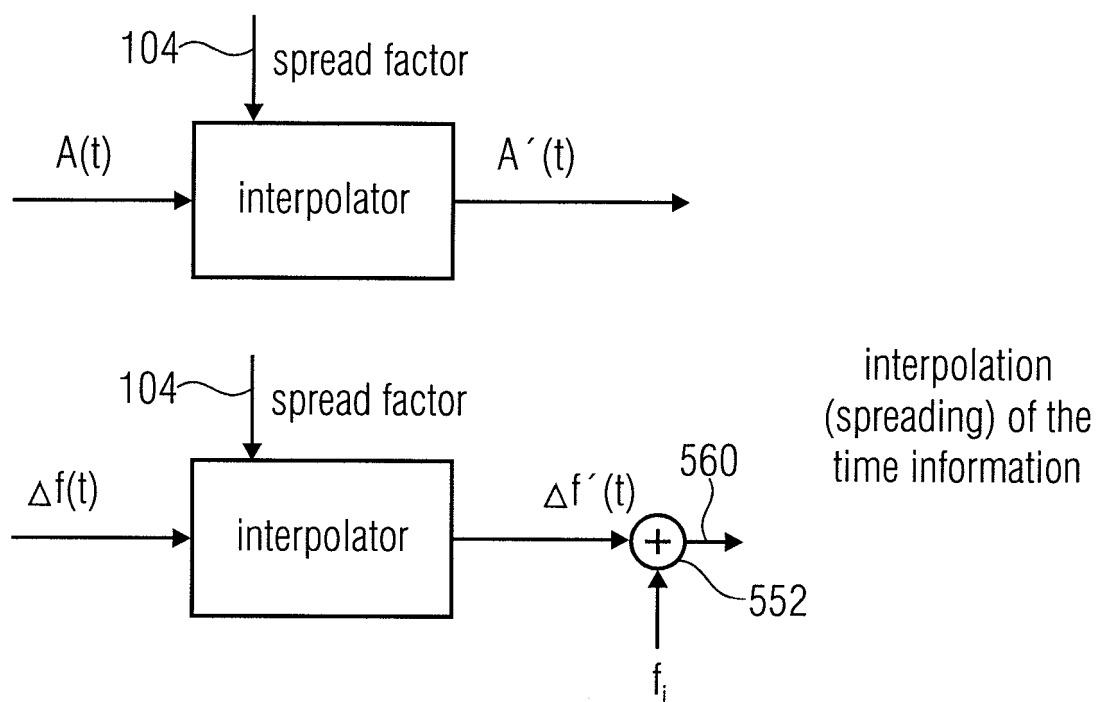 104
spread factor
A(t)
interpolator
A´(t)
104
spread factor
Δf(t)
interpolator
Δf´(t)
+
560
552
fi
interpolation
(spreading) of the
time information